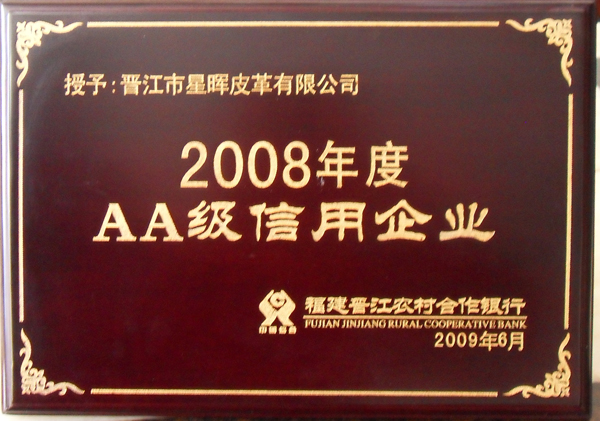 授予:晋江市星晖皮革有限公司
2008年度
AA级信用企业
福建晋江农村合作银行
FUJIAN JINJIANG RURAL COOPERATIVE BANK
2009年6月